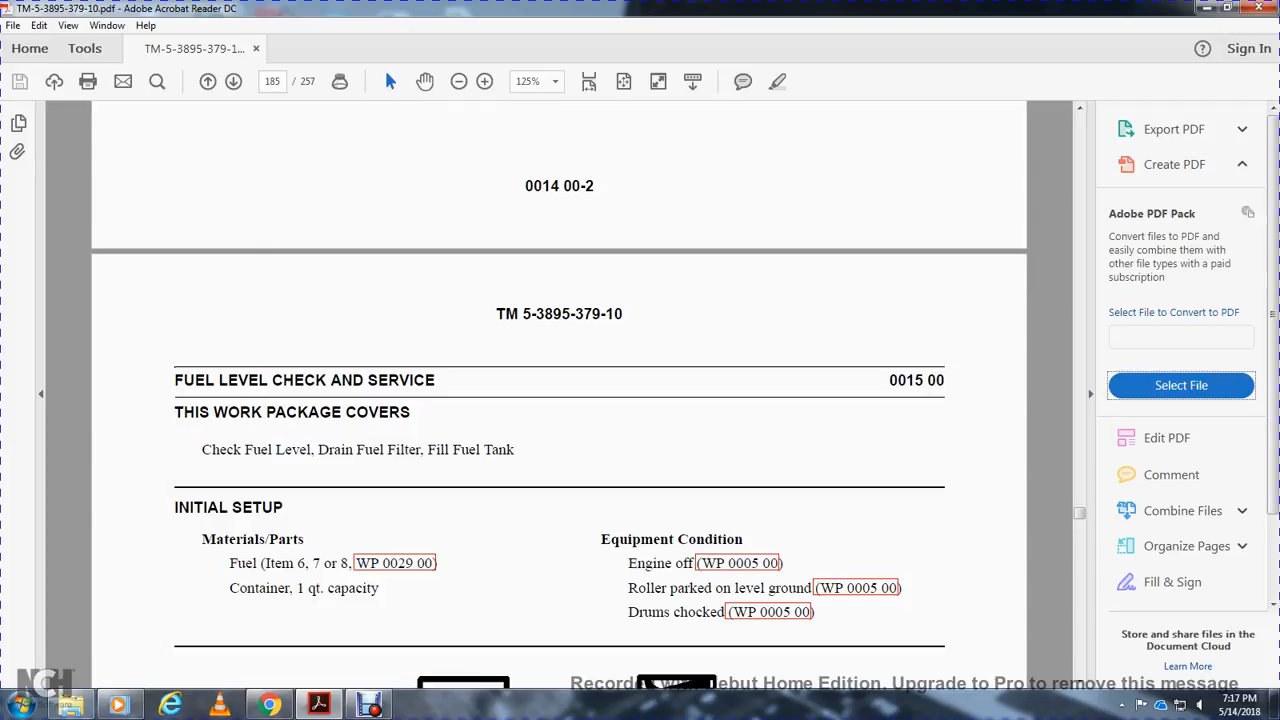 TM-5-3895-379-10.pdf - Adobe Acrobat Reader DC
File Edit View Window Help
Home Tools TM-5-3895-379-1... × Sign In
185 / 257 125%
0014 00-2
TM 5-3895-379-10
FUEL LEVEL CHECK AND SERVICE 0015 00
THIS WORK PACKAGE COVERS
Check Fuel Level, Drain Fuel Filter, Fill Fuel Tank
INITIAL SETUP
Materials/Parts
Fuel (Item 6, 7 or 8, WP 0029 00)
Container, 1 qt. capacity
Equipment Condition
Engine off (WP 0005 00)
Roller parked on level ground (WP 0005 00)
Drums chocked (WP 0005 00)
Export PDF
Create PDF
Adobe PDF Pack
Convert files to PDF and
easily combine them with
other file types with a paid
subscription
Select File to Convert to PDF
Select File
Edit PDF
Comment
Combine Files
Organize Pages
Fill & Sign
Store and share files in the
Document Cloud
Learn More
NCH
Software
Edition. Upgrade to Pro to remove this message
7:17 PM
5/14/2018